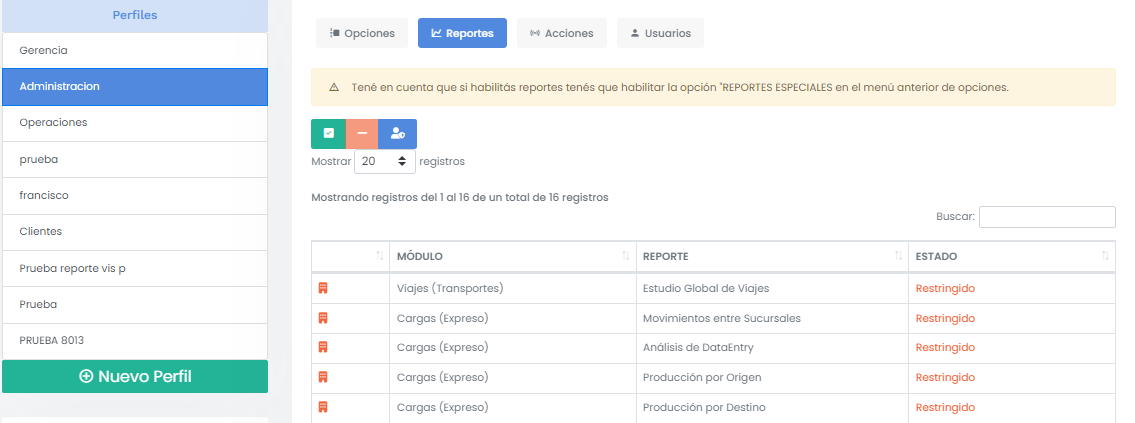 Perfiles
Gerencia
Administracion
Operaciones
prueba
francisco
Clientes
Prueba reporte vis p
Prueba
PRUEBA 8013
Nuevo Perfil
Opciones Reportes Acciones Usuarios
Tené en cuenta que si habilitás reportes tenés que habilitar la opción "REPORTES ESPECIALES en el menú anterior de opciones.
Mostrar 20 registros
Mostrando registros del 1 al 16 de un total de 16 registros
Buscar:
MÓDULO REPORTE ESTADO
Viajes (Transportes) Estudio Global de Viajes Restringido
Cargas (Expreso) Movimientos entre Sucursales Restringido
Cargas (Expreso) Análisis de DataEntry Restringido
Cargas (Expreso) Producción por Origen Restringido
Cargas (Expreso) Producción por Destino Restringido